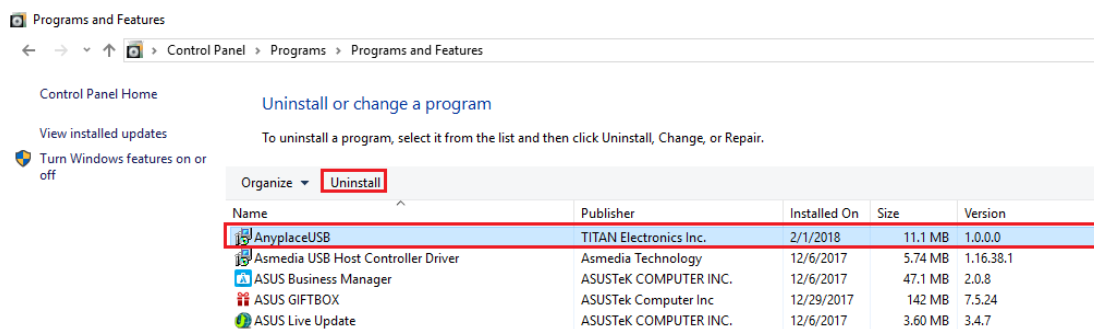 Programs and Features
Control Panel > Programs > Programs and Features
Control Panel Home
Uninstall or change a program
View installed updates
To uninstall a program, select it from the list and then click Uninstall, Change, or Repair.
Turn Windows features on or
off
Organize Uninstall
Name Publisher Installed On Size Version
AnyplaceUSB TITAN Electronics Inc. 2/1/2018 11.1 MB 1.0.0.0
Asmedia USB Host Controller Driver Asmedia Technology 12/6/2017 5.74 MB 1.16.38.1
ASUS Business Manager ASUSTeK COMPUTER INC. 12/6/2017 47.1 MB 2.0.8
ASUS GIFTBOX ASUSTek Computer Inc 12/29/2017 142 MB 7.5.24
ASUS Live Update ASUSTeK COMPUTER INC. 12/6/2017 3.60 MB 3.4.7